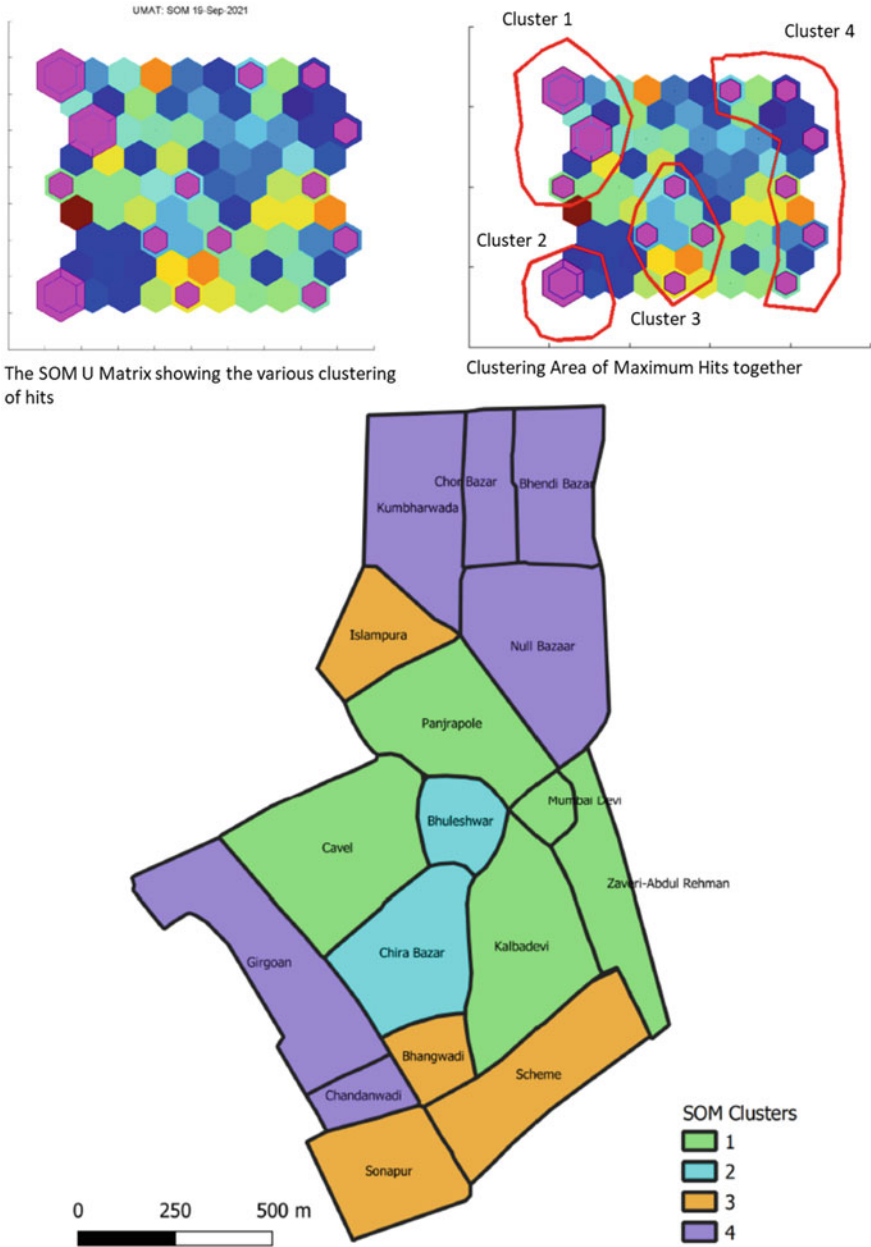 UMAT: SOM 19-Sep-2021
Cluster 1
Cluster 4
Cluster 2
Cluster 3
The SOM U Matrix showing the various clustering
of hits
Clustering Area of Maximum Hits together
Chor Bazar
Bhendi Bazar
Kumbharwada
Islampura
Null Bazaar
Panjrapole
Mumbai Devi
Bhuleshwar
Cavel
Zaveri-Abdul Rehman
Kalbadevi
Chira Bazar
Girgoan
Bhangwadi
Scheme
Chandanwadi
Sonapur
SOM Clusters
1
2
3
4
0 250 500 m